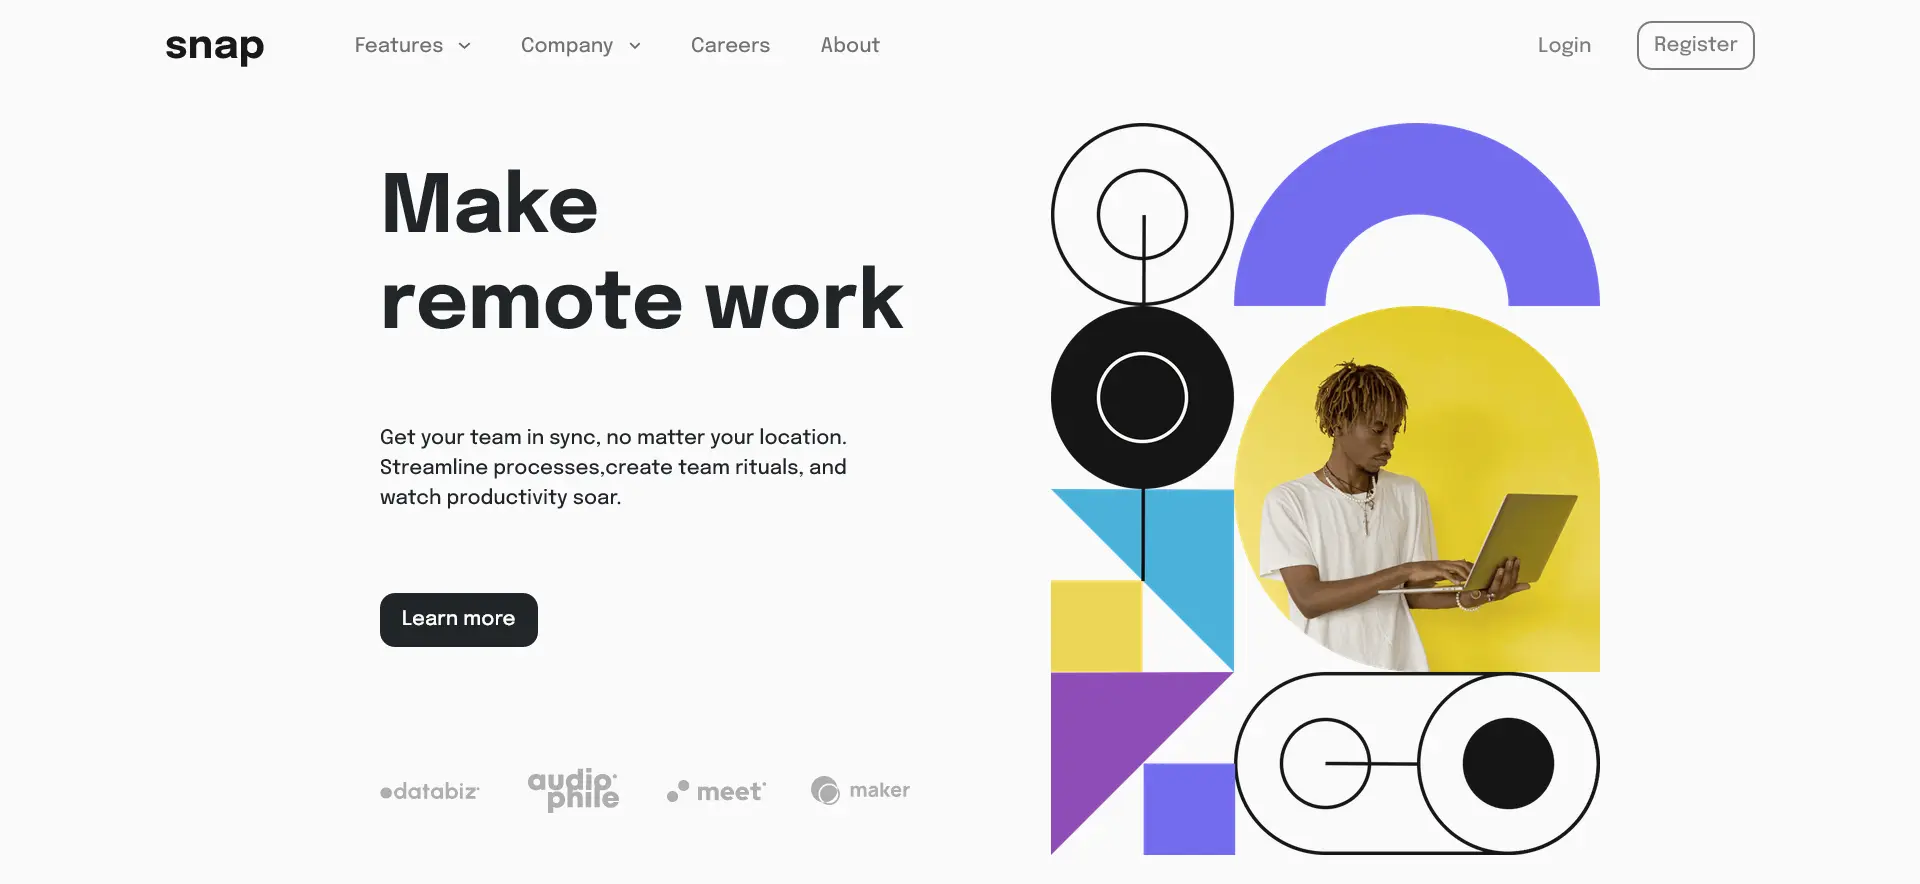 snap
Features
Company
Careers
About
Login
Register
Make
remote work
Get your team in sync, no matter your location.
Streamline processes,create team rituals, and
watch productivity soar.
Learn more
databiz
audio
phile
meet
maker